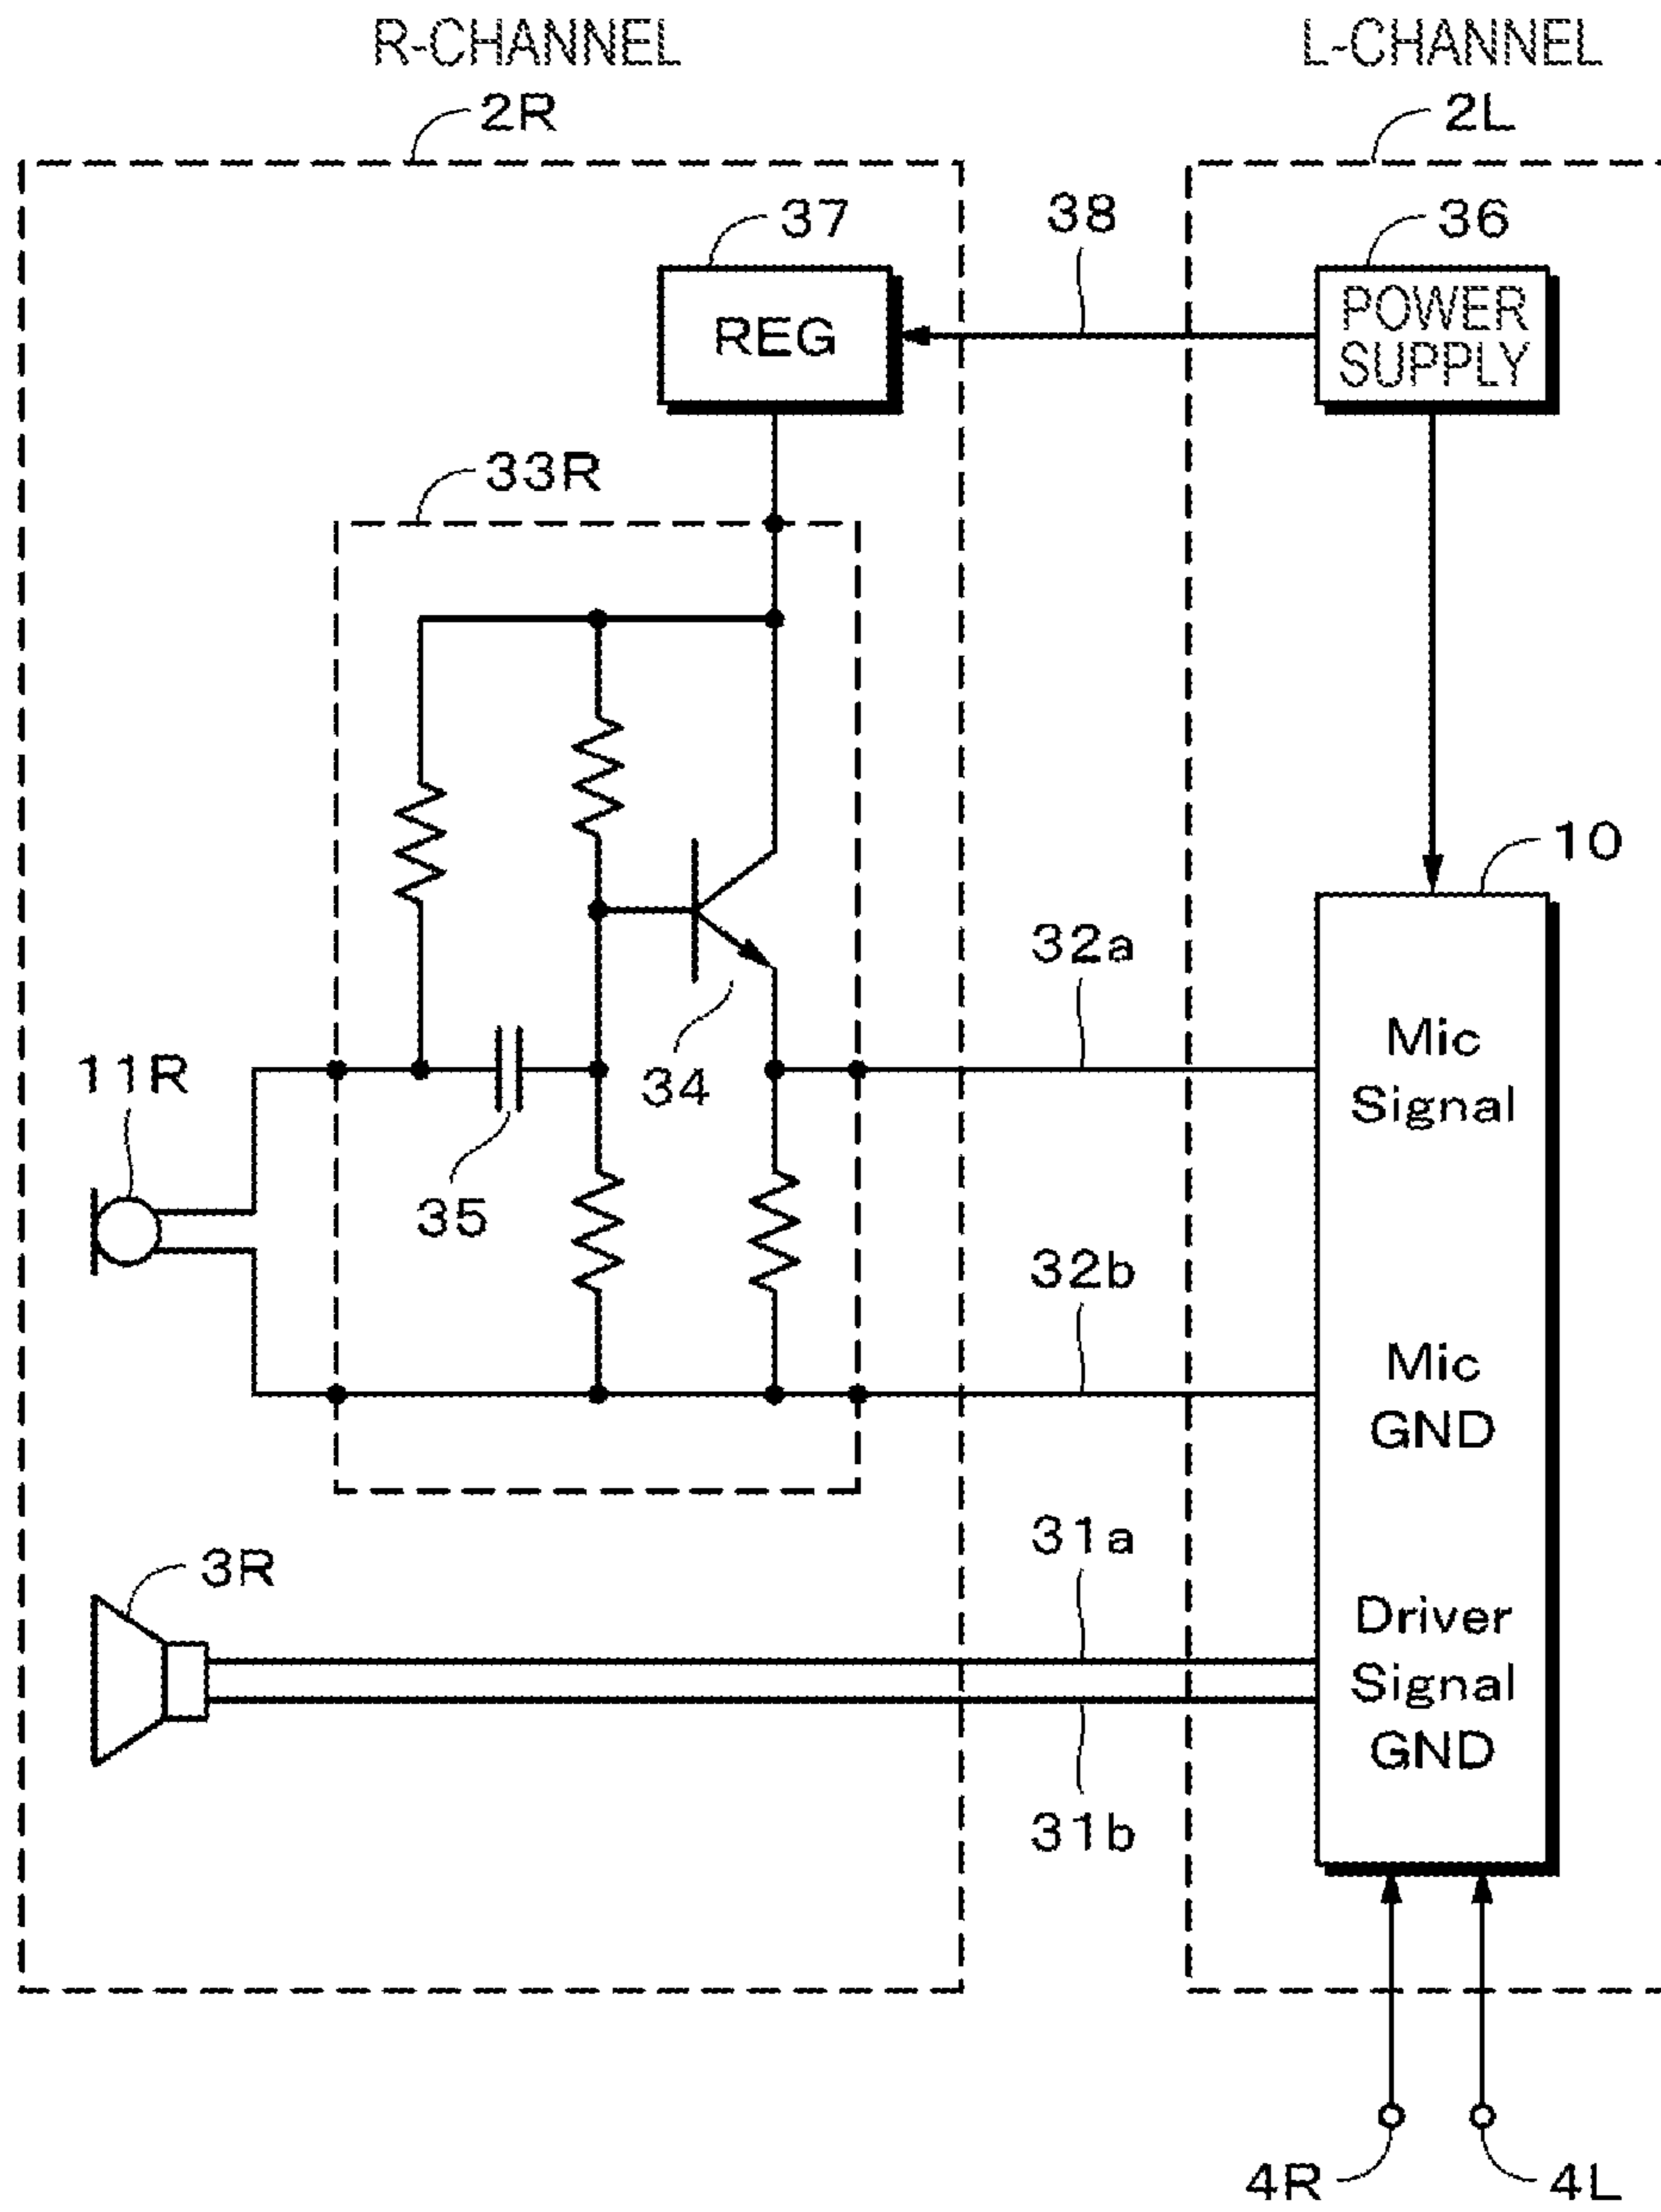 R-CHANNEL
L-CHANNEL
2R
2L
37
38
36
REG
POWER
SUPPLY
33R
10
32a
Mic
Signal
11R
34
35
32b
Mic
GND
31a
3R
Driver
Signal
GND
31b
4R
4L